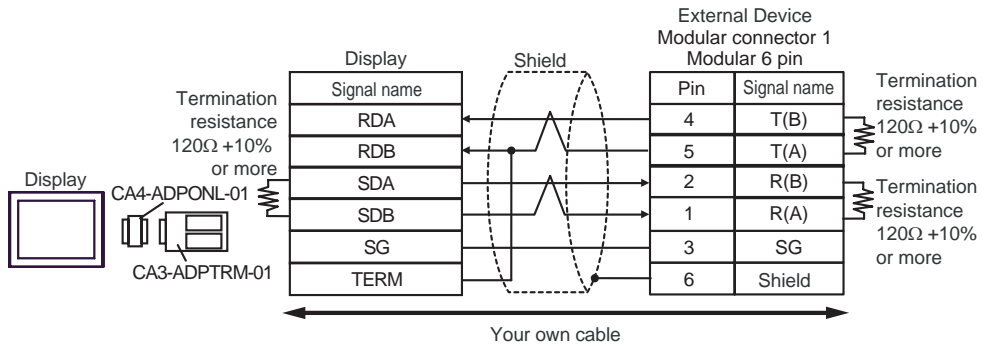 External Device
Modular connector 1
Modular 6 pin
Display
Shield
Signal name
Pin
Signal name
Termination
resistance
120Ω +10%
or more
Termination
resistance
120Ω +10%
or more
RDA
4
T(B)
RDB
5
T(A)
SDA
2
R(B)
SDB
1
R(A)
SG
3
SG
TERM
6
Shield
Termination
resistance
120Ω +10%
or more
Display
CA4-ADPONL-01
CA3-ADPTRM-01
Your own cable